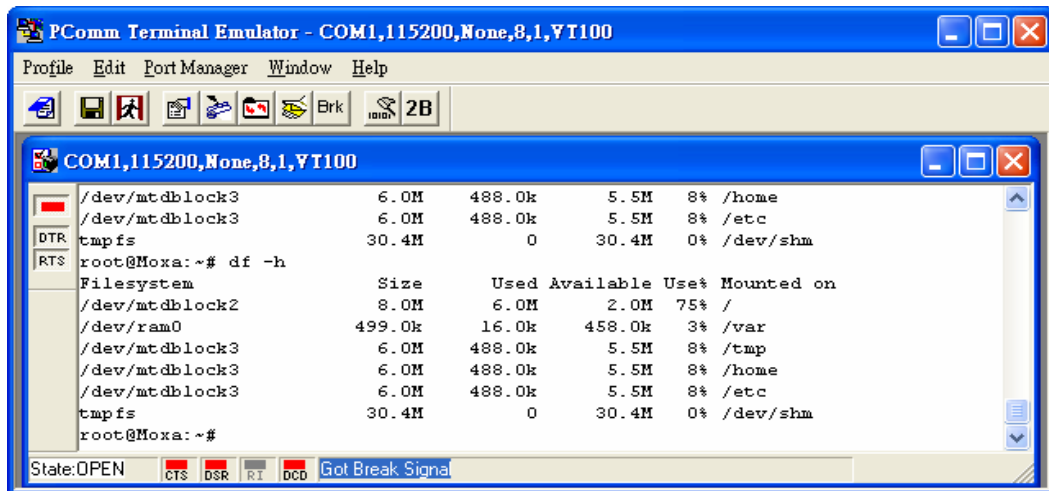 PComm Terminal Emulator - COM1,115200,None,8,1,VT100
Profile Edit Port Manager Window Help
Brk 2B
COM1,115200,None,8,1,VT100
/dev/mtdblock3 6.0M 488.0k 5.5M 8% /home
/dev/mtdblock3 6.0M 488.0k 5.5M 8% /etc
DTR
tmpfs 30.4M 0 30.4M 0% /dev/shm
RTS
root@Moxa:~# df -h
Filesystem Size Used Available Use% Mounted on
/dev/mtdblock2 8.0M 6.0M 2.0M 75% /
/dev/ram0 499.0k 16.0k 458.0k 3% /var
/dev/mtdblock3 6.0M 488.0k 5.5M 8% /tmp
/dev/mtdblock3 6.0M 488.0k 5.5M 8% /home
/dev/mtdblock3 6.0M 488.0k 5.5M 8% /etc
tmpfs 30.4M 0 30.4M 0% /dev/shm
root@Moxa:~#
State:OPEN CTS DSR RI DCD Got Break Signal